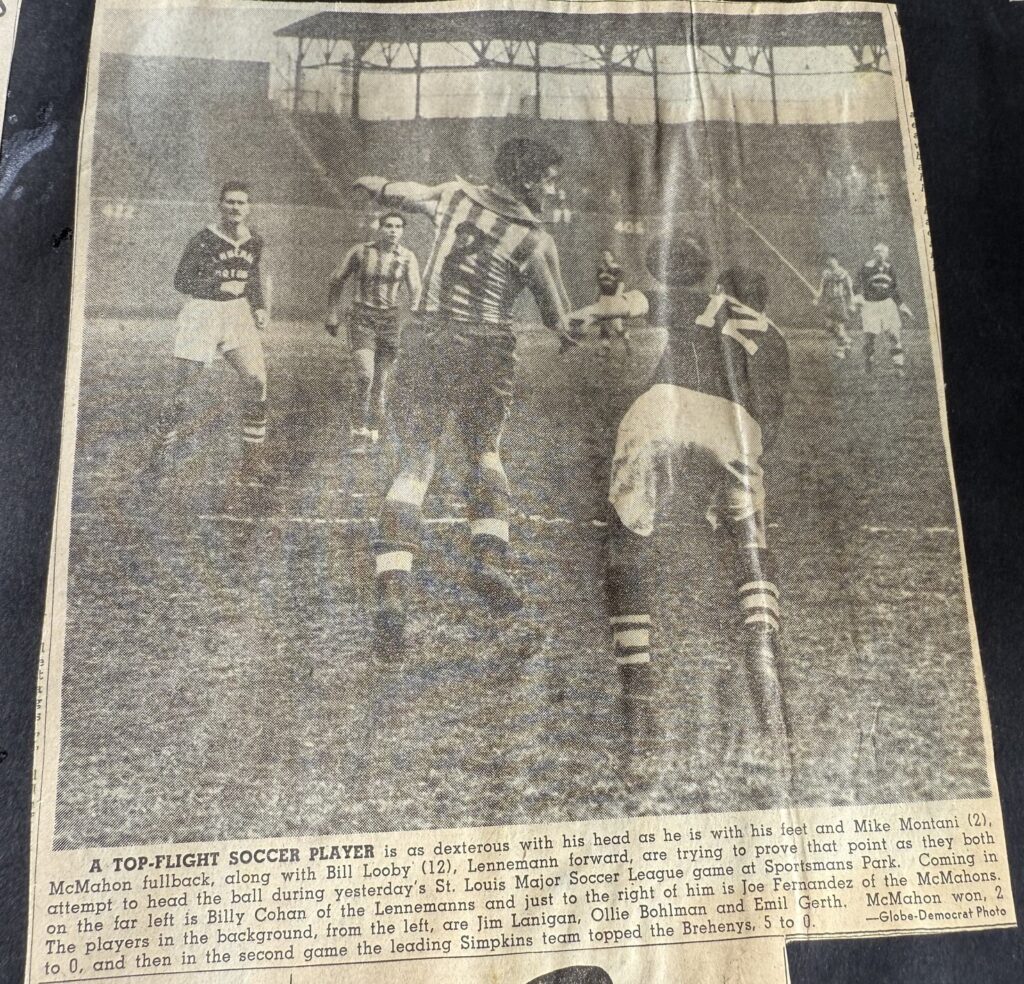 422
405
12
A TOP-FLIGHT SOCCER PLAYER is as dexterous with his head as he is with his feet and Mike Montani (2),
McMahon fullback, along with Bill Looby (12), Lennemann forward, are trying to prove that point as they both
attempt to head the ball during yesterday's St. Louis Major Soccer League game at Sportsmans Park. Coming in
on the far left is Billy Cohan of the Lennemanns and just to the right of him is Joe Fernandez of the McMahons.
The players in the background, from the left, are Jim Lanigan, Ollie Bohlman and Emil Gerth. McMahon won, 2
to 0, and then in the second game the leading Simpkins team topped the Brehenys, 5 to 0.
—Globe-Democrat Photo